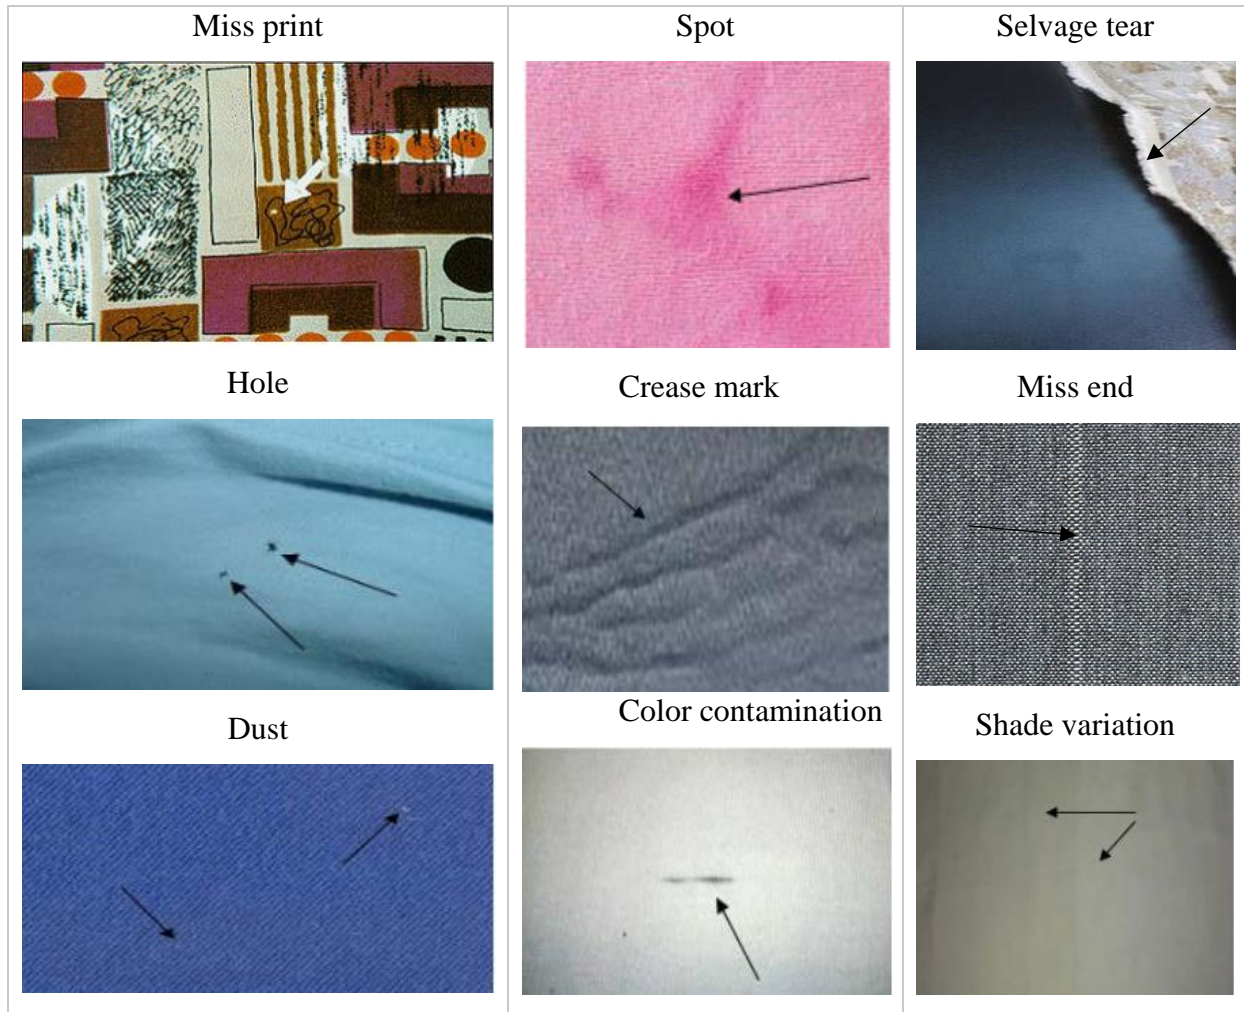 Miss print
Spot
Selvage tear
Hole
Crease mark
Miss end
Dust
Color contamination
Shade variation